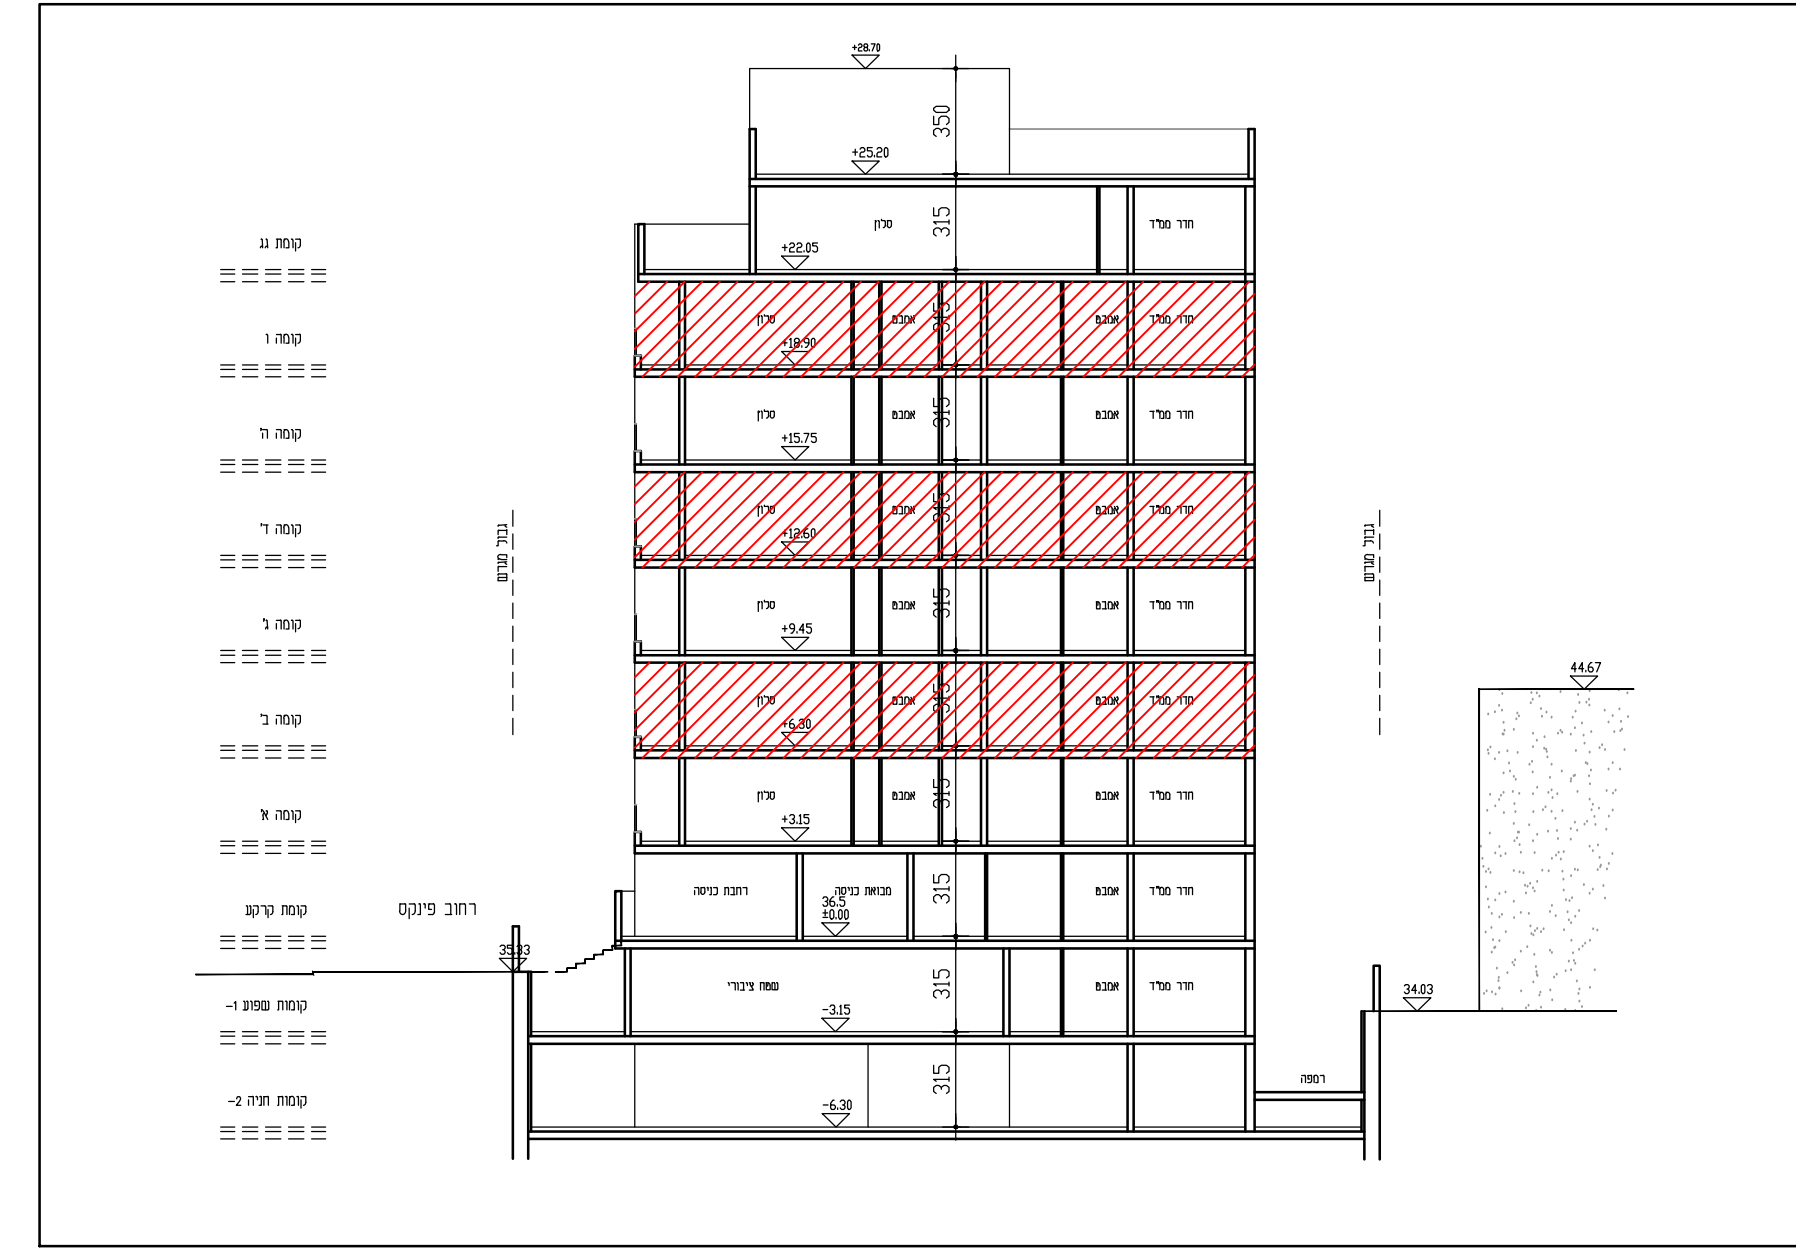 +28.70
350
+25.20
315
סלון
חדר ממ"ד
קומת גג
+22.05
315
סלון
אמבט
אמבט
חדר ממ"ד
קומה ו
+18.90
315
סלון
אמבט
אמבט
חדר ממ"ד
קומה ה'
+15.75
315
סלון
אמבט
אמבט
חדר ממ"ד
קומה ד'
+12.60
גבול מגרש
גבול מגרש
315
סלון
אמבט
אמבט
חדר ממ"ד
קומה ג'
+9.45
44.67
315
סלון
אמבט
אמבט
חדר ממ"ד
קומה ב'
+6.30
315
סלון
אמבט
אמבט
חדר ממ"ד
קומה א'
+3.15
315
רחבת כניסה
מבואת כניסה
אמבט
חדר ממ"ד
36.5
±0.00
קומת קרקע
רחוב פינקס
35.33
315
שטח ציבורי
אמבט
חדר ממ"ד
34.03
קומות שפוע 1-
-3.15
315
רמפה
קומות חניה 2-
-6.30